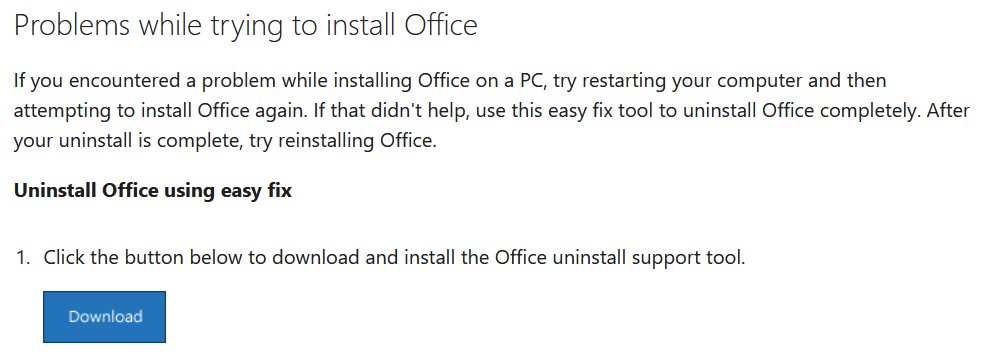 Problems while trying to install Office
If you encountered a problem while installing Office on a PC, try restarting your computer and then
attempting to install Office again. If that didn't help, use this easy fix tool to uninstall Office completely. After
your uninstall is complete, try reinstalling Office.
Uninstall Office using easy fix
1. Click the button below to download and install the Office uninstall support tool.
Download